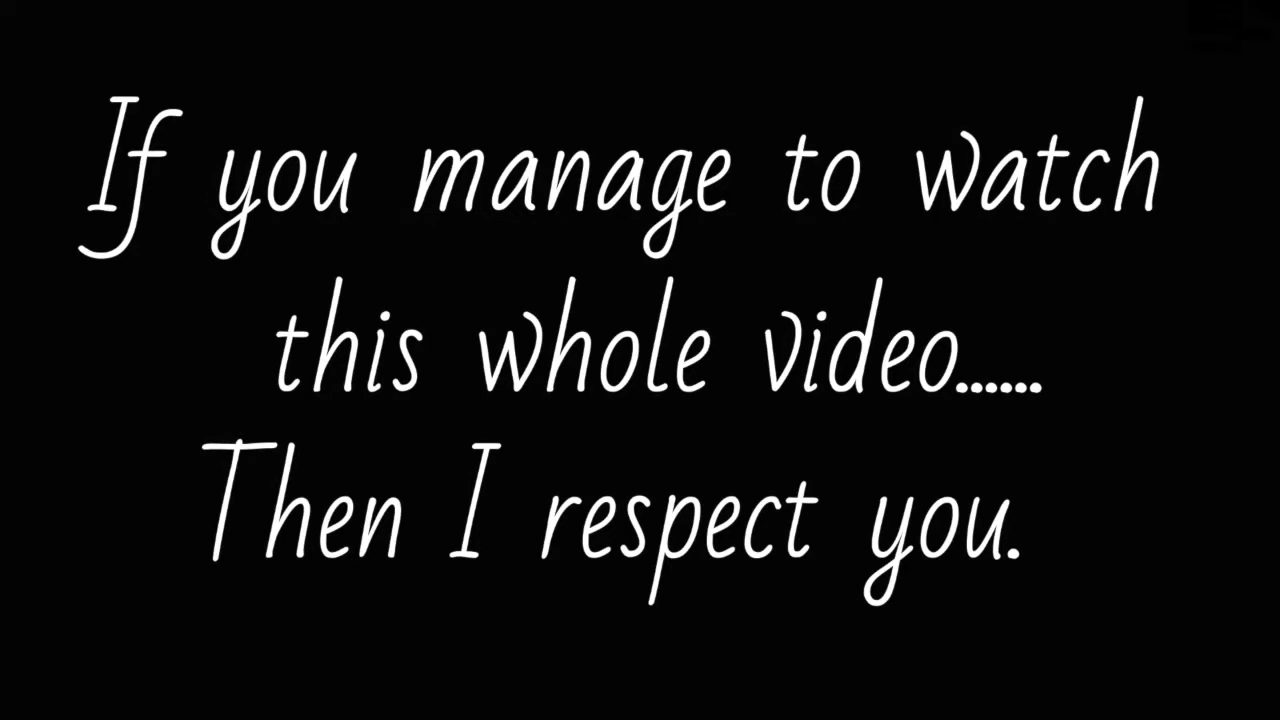 If you manage to watch
this whole video......
Then I respect you.